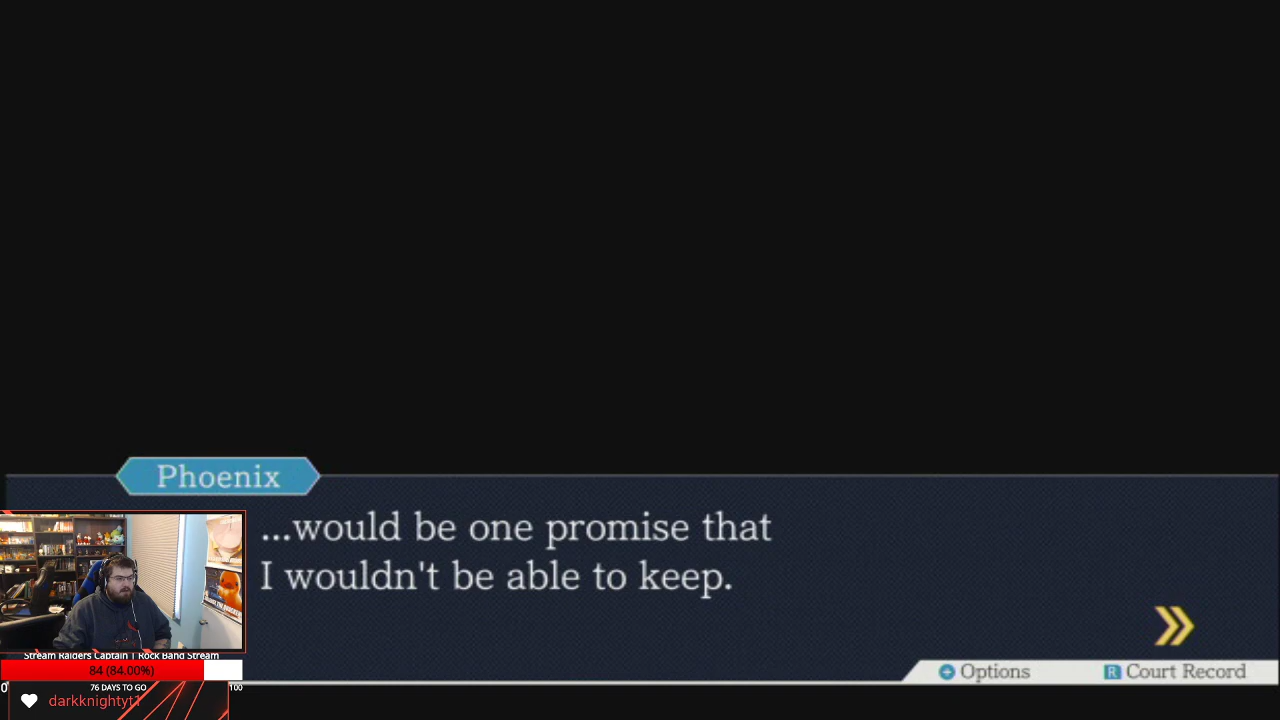 Phoenix
...would be one promise that
I wouldn't be able to keep.
Options
Court Record
Stream Raiders Captain | Rock Band Stream
84 (84.00%)
0
76 DAYS TO GO
100
darkknightyt1